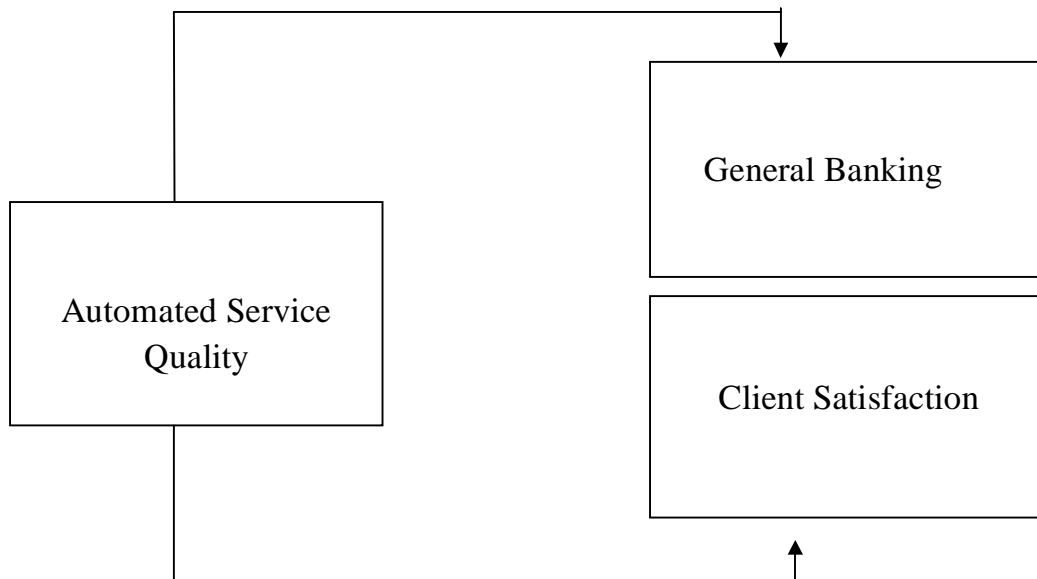 General Banking
Automated Service
Quality
Client Satisfaction